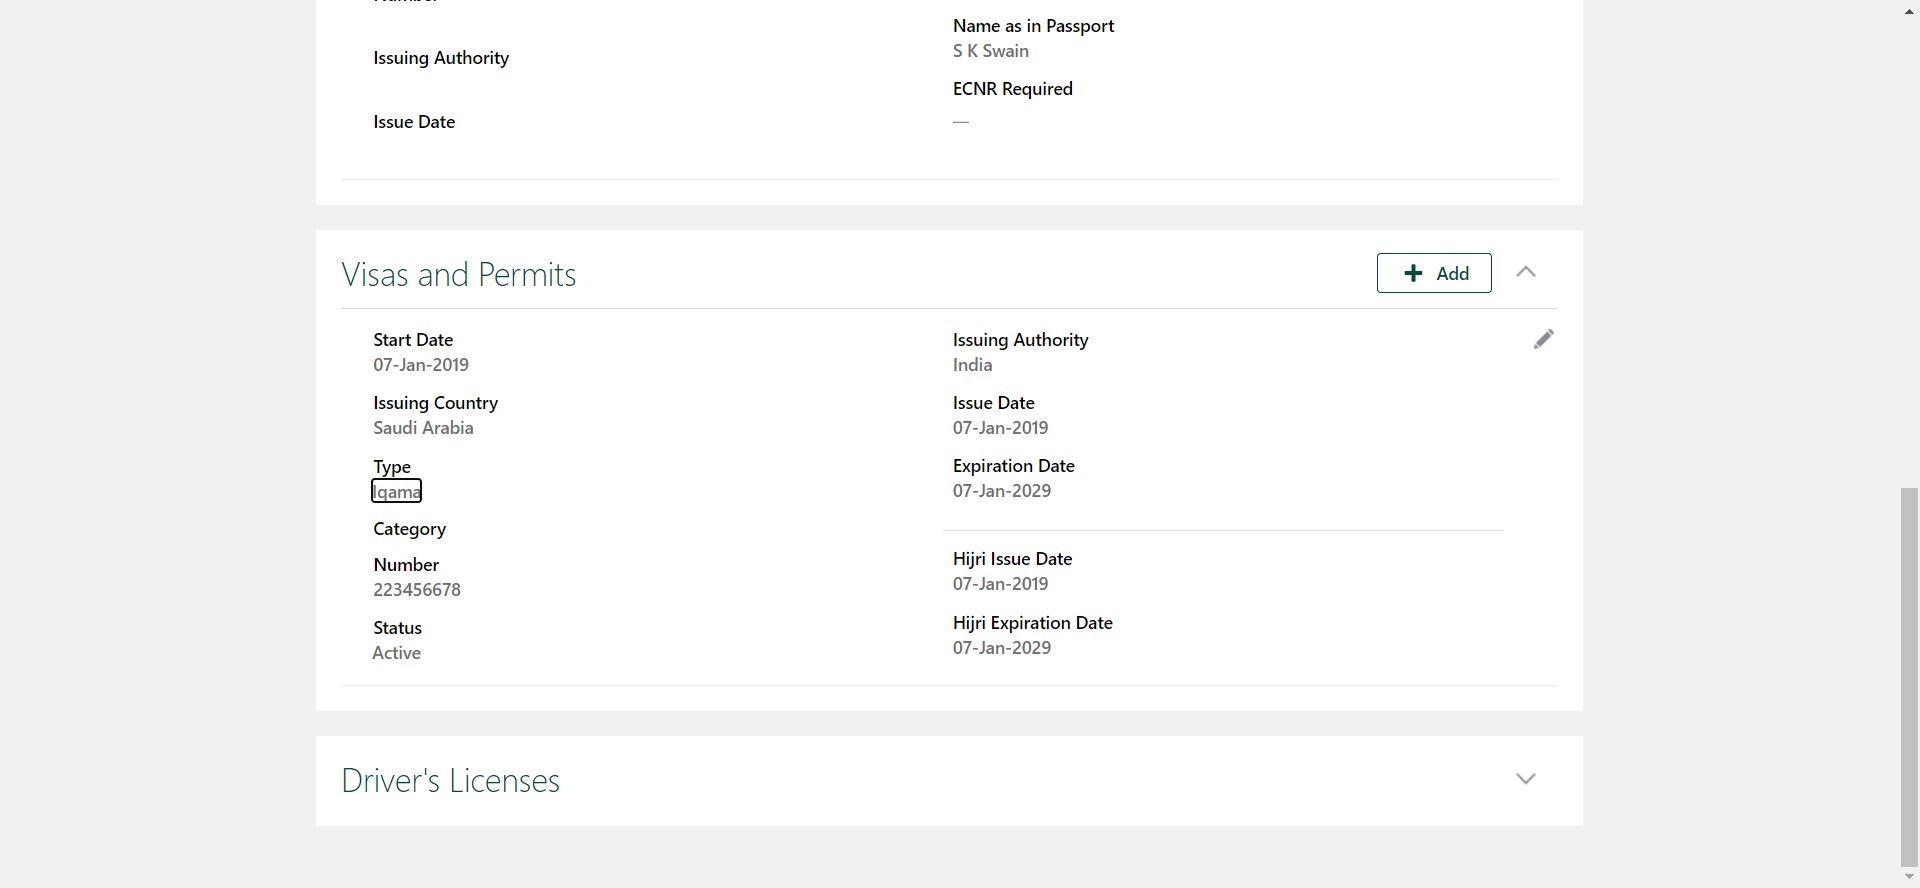 Issuing Authority
Issue Date
Name as in Passport
S K Swain
ECNR Required
—
Visas and Permits
Add
Start Date
07-Jan-2019
Issuing Country
Saudi Arabia
Type
Iqama
Category
Number
223456678
Status
Active
Issuing Authority
India
Issue Date
07-Jan-2019
Expiration Date
07-Jan-2029
Hijri Issue Date
07-Jan-2019
Hijri Expiration Date
07-Jan-2029
Driver's Licenses